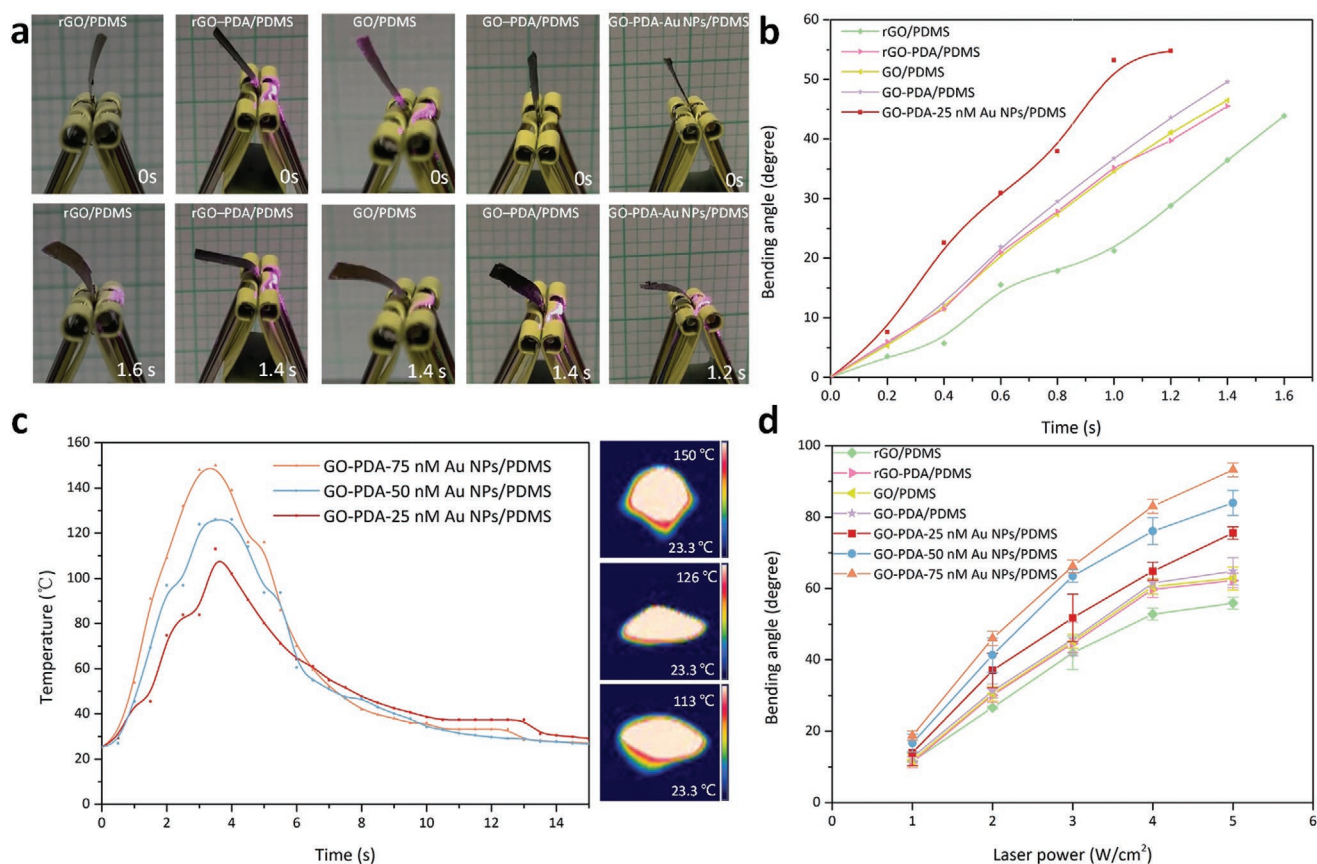 a
rGO/PDMS
rGO–PDA/PDMS
GO/PDMS
GO–PDA/PDMS
GO-PDA-Au NPs/PDMS
0s
0s
0s
0s
0s
rGO/PDMS
rGO–PDA/PDMS
GO/PDMS
GO–PDA/PDMS
GO-PDA-Au NPs/PDMS
1.6 s
1.4 s
1.4 s
1.4 s
1.2 s
b
60
50
40
30
20
10
0
Bending angle (degree)
rGO/PDMS
rGO-PDA/PDMS
GO/PDMS
GO-PDA/PDMS
GO-PDA-25 nM Au NPs/PDMS
0.0
0.2
0.4
0.6
0.8
1.0
1.2
1.4
1.6
Time (s)
c
160
140
120
100
80
60
40
20
0
Temperature (℃)
GO-PDA-75 nM Au NPs/PDMS
GO-PDA-50 nM Au NPs/PDMS
GO-PDA-25 nM Au NPs/PDMS
0
2
4
6
8
10
12
14
Time (s)
150 ℃
23.3 ℃
126 ℃
23.3 ℃
113 ℃
23.3 ℃
d
100
80
60
40
20
0
Bending angle (degree)
rGO/PDMS
rGO-PDA/PDMS
GO/PDMS
GO-PDA/PDMS
GO-PDA-25 nM Au NPs/PDMS
GO-PDA-50 nM Au NPs/PDMS
GO-PDA-75 nM Au NPs/PDMS
0
1
2
3
4
5
6
Laser power (W/cm²)